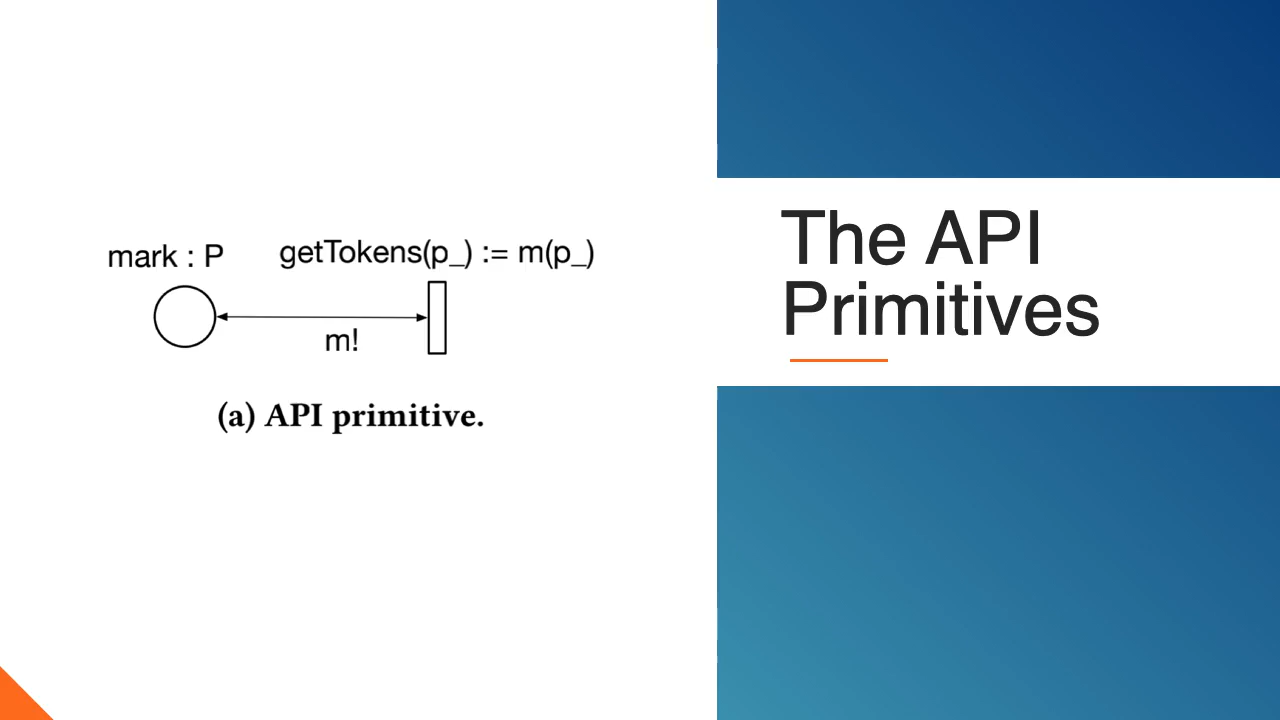 mark : P
getTokens(p_) := m(p_)
m!
(a) API primitive.
The API
Primitives